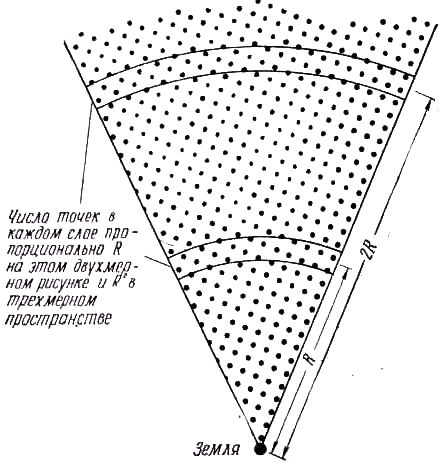 Число точек в
каждом слое про-
порционально R
на этом двухмер-
ном рисунке и R² в
трехмерном
пространстве
2R
R
Земля